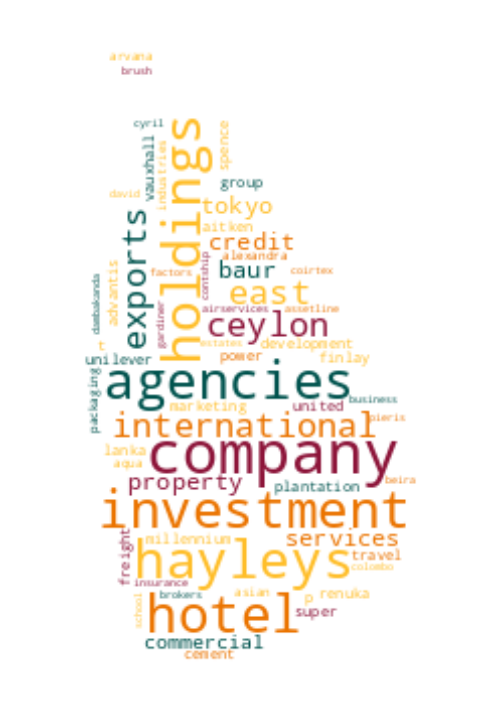 arvana
brush
cyril
vauxhall
industries
holdings
spence
group
david
tokyo
exports
aitken
credit
alexandra
contship
gardiner
advantis
dambakanda
factors
baur
coirtex
east
airservices
assetline
ceylon
t
estates
development
unilever
power
finlay
packaging
agencies
business
marketing
united
international
pieris
lanka
company
aqua
property
plantation
beira
investment
freight
millennium
services
travel
hayleys
colombo
insurance
school
brokers
asian
p
renuka
hotel
super
commercial
cement